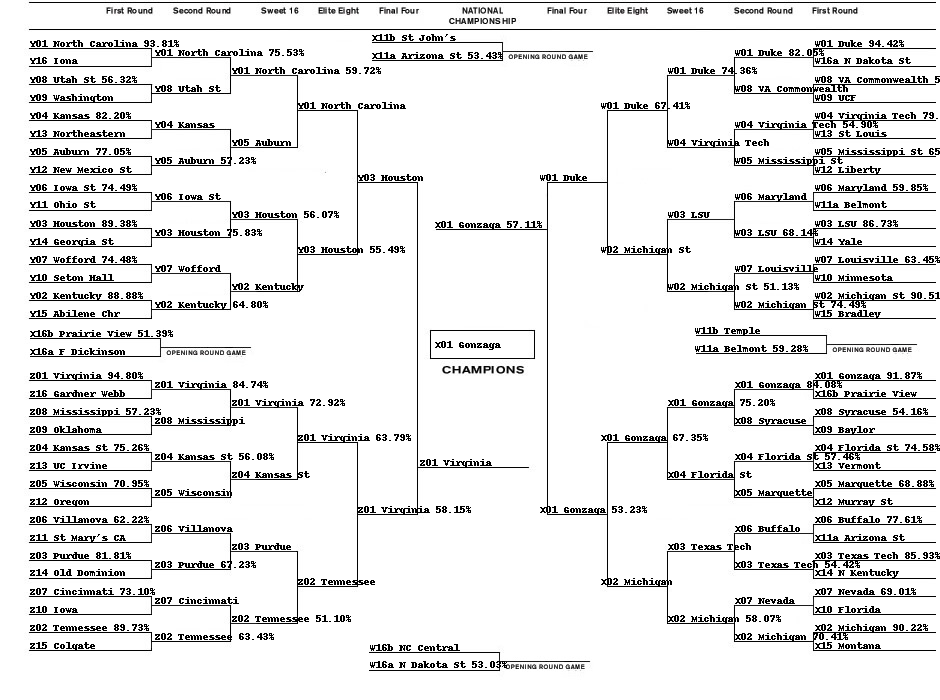 First Round Second Round Sweet 16 Elite Eight Final Four NATIONAL CHAMPIONSHIP Final Four Elite Eight Sweet 16 Second Round First Round
Y01 North Carolina 93.81%
Y16 Iona
Y08 Utah St 56.32%
Y09 Washington
Y04 Kansas 82.20%
Y13 Northeastern
Y05 Auburn 77.05%
Y12 New Mexico St
Y06 Iowa St 74.49%
Y11 Ohio St
Y03 Houston 89.38%
Y14 Georgia St
Y07 Wofford 74.48%
Y10 Seton Hall
Y02 Kentucky 88.88%
Y15 Abilene Chr
Y01 North Carolina 75.53%
Y08 Utah St
Y04 Kansas
Y05 Auburn 57.23%
Y06 Iowa St
Y03 Houston 75.83%
Y07 Wofford
Y02 Kentucky 64.80%
Y01 North Carolina 59.72%
Y05 Auburn
Y03 Houston 56.07%
Y02 Kentucky
Y01 North Carolina
Y03 Houston 55.49%
Y03 Houston
X16b Prairie View 51.39%
X16a F Dickinson
OPENING ROUND GAME
Z01 Virginia 94.80%
Z16 Gardner Webb
Z08 Mississippi 57.23%
Z09 Oklahoma
Z04 Kansas St 75.26%
Z13 UC Irvine
Z05 Wisconsin 70.95%
Z12 Oregon
Z06 Villanova 62.22%
Z11 St Mary's CA
Z03 Purdue 81.81%
Z14 Old Dominion
Z07 Cincinnati 73.10%
Z10 Iowa
Z02 Tennessee 89.73%
Z15 Colgate
Z01 Virginia 84.74%
Z08 Mississippi
Z04 Kansas St 56.08%
Z05 Wisconsin
Z06 Villanova
Z03 Purdue 67.23%
Z07 Cincinnati
Z02 Tennessee 63.43%
Z01 Virginia 72.92%
Z04 Kansas St
Z03 Purdue
Z02 Tennessee 51.10%
Z01 Virginia 63.79%
Z02 Tennessee
Z01 Virginia 58.15%
Z01 Virginia
X11b St John's
X11a Arizona St 53.43%
OPENING ROUND GAME
X01 Gonzaga 57.11%
X01 Gonzaga
CHAMPIONS
W16b NC Central
W16a N Dakota St 53.03%
OPENING ROUND GAME
W01 Duke
X01 Gonzaga 53.23%
W01 Duke 67.41%
W02 Michigan St
W01 Duke 74.36%
W04 Virginia Tech
W03 LSU
W02 Michigan St 51.13%
W01 Duke 82.05%
W08 VA Commonwealth
W04 Virginia Tech 54.90%
W05 Mississippi St
W06 Maryland
W03 LSU 68.14%
W07 Louisville
W02 Michigan St 74.49%
W01 Duke 94.42%
W16a N Dakota St
W08 VA Commonwealth 5
W09 UCF
W04 Virginia Tech 79.
W13 St Louis
W05 Mississippi St 65
W12 Liberty
W06 Maryland 59.85%
W11a Belmont
W03 LSU 86.73%
W14 Yale
W07 Louisville 63.45%
W10 Minnesota
W02 Michigan St 90.51
W15 Bradley
W11b Temple
W11a Belmont 59.28%
OPENING ROUND GAME
X01 Gonzaga 67.35%
X02 Michigan
X01 Gonzaga 75.20%
X04 Florida St
X03 Texas Tech
X02 Michigan 58.07%
X01 Gonzaga 84.08%
X08 Syracuse
X04 Florida St 57.46%
X05 Marquette
X06 Buffalo
X03 Texas Tech 54.42%
X07 Nevada
X02 Michigan 70.41%
X01 Gonzaga 91.87%
X16b Prairie View
X08 Syracuse 54.16%
X09 Baylor
X04 Florida St 74.58%
X13 Vermont
X05 Marquette 68.88%
X12 Murray St
X06 Buffalo 77.61%
X11a Arizona St
X03 Texas Tech 85.93%
X14 N Kentucky
X07 Nevada 69.01%
X10 Florida
X02 Michigan 90.22%
X15 Montana